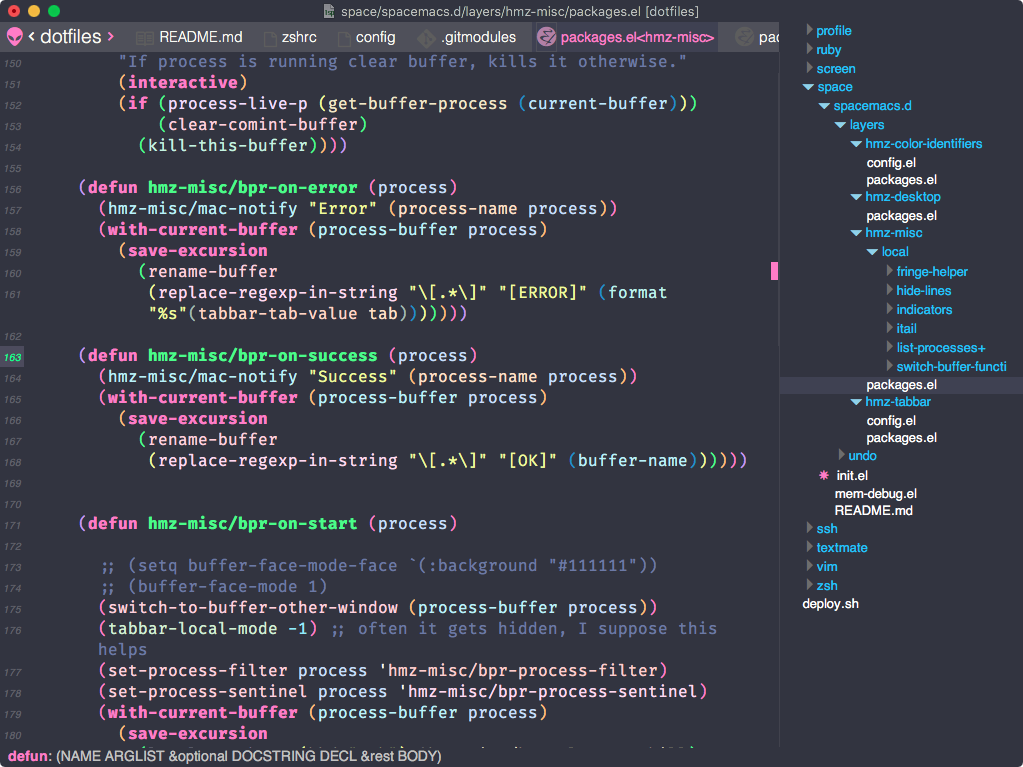 space/spacemacs.d/layers/hmz-misc/packages.el [dotfiles]
< dotfiles > README.md zshrc config .gitmodules packages.el<hmz-misc> pac
150 "If process is running clear buffer, kills it otherwise."
151 (interactive)
152 (if (process-live-p (get-buffer-process (current-buffer)))
153 (clear-comint-buffer)
154 (kill-this-buffer))))
155
156 (defun hmz-misc/bpr-on-error (process)
157 (hmz-misc/mac-notify "Error" (process-name process))
158 (with-current-buffer (process-buffer process)
159 (save-excursion
160 (rename-buffer
161 (replace-regexp-in-string "\[.*\]" "[ERROR]" (format
"%s"(tabbar-tab-value tab)))))))
162
163 (defun hmz-misc/bpr-on-success (process)
164 (hmz-misc/mac-notify "Success" (process-name process))
165 (with-current-buffer (process-buffer process)
166 (save-excursion
167 (rename-buffer
168 (replace-regexp-in-string "\[.*\]" "[OK]" (buffer-name))))))
169
170
171 (defun hmz-misc/bpr-on-start (process)
172
173 ;; (setq buffer-face-mode-face `(:background "#111111"))
174 ;; (buffer-face-mode 1)
175 (switch-to-buffer-other-window (process-buffer process))
176 (tabbar-local-mode -1) ;; often it gets hidden, I suppose this
helps
177 (set-process-filter process 'hmz-misc/bpr-process-filter)
178 (set-process-sentinel process 'hmz-misc/bpr-process-sentinel)
179 (with-current-buffer (process-buffer process)
180 (save-excursion
defun: (NAME ARGLIST &optional DOCSTRING DECL &rest BODY)
profile
ruby
screen
space
spacemacs.d
layers
hmz-color-identifiers
config.el
packages.el
hmz-desktop
packages.el
hmz-misc
local
fringe-helper
hide-lines
indicators
itail
list-processes+
switch-buffer-functi
packages.el
hmz-tabbar
config.el
packages.el
undo
* init.el
mem-debug.el
README.md
ssh
textmate
vim
zsh
deploy.sh